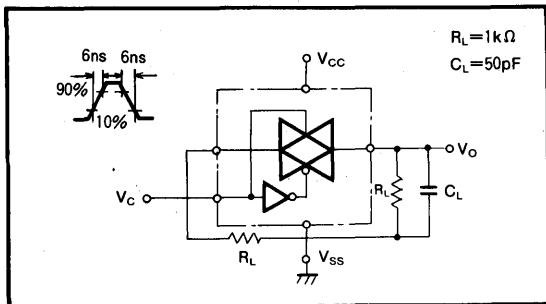 6ns 6ns
90%
10%
R_L=1kΩ
C_L=50pF
V_CC
V_O
V_C
R_L
C_L
R_L
V_SS